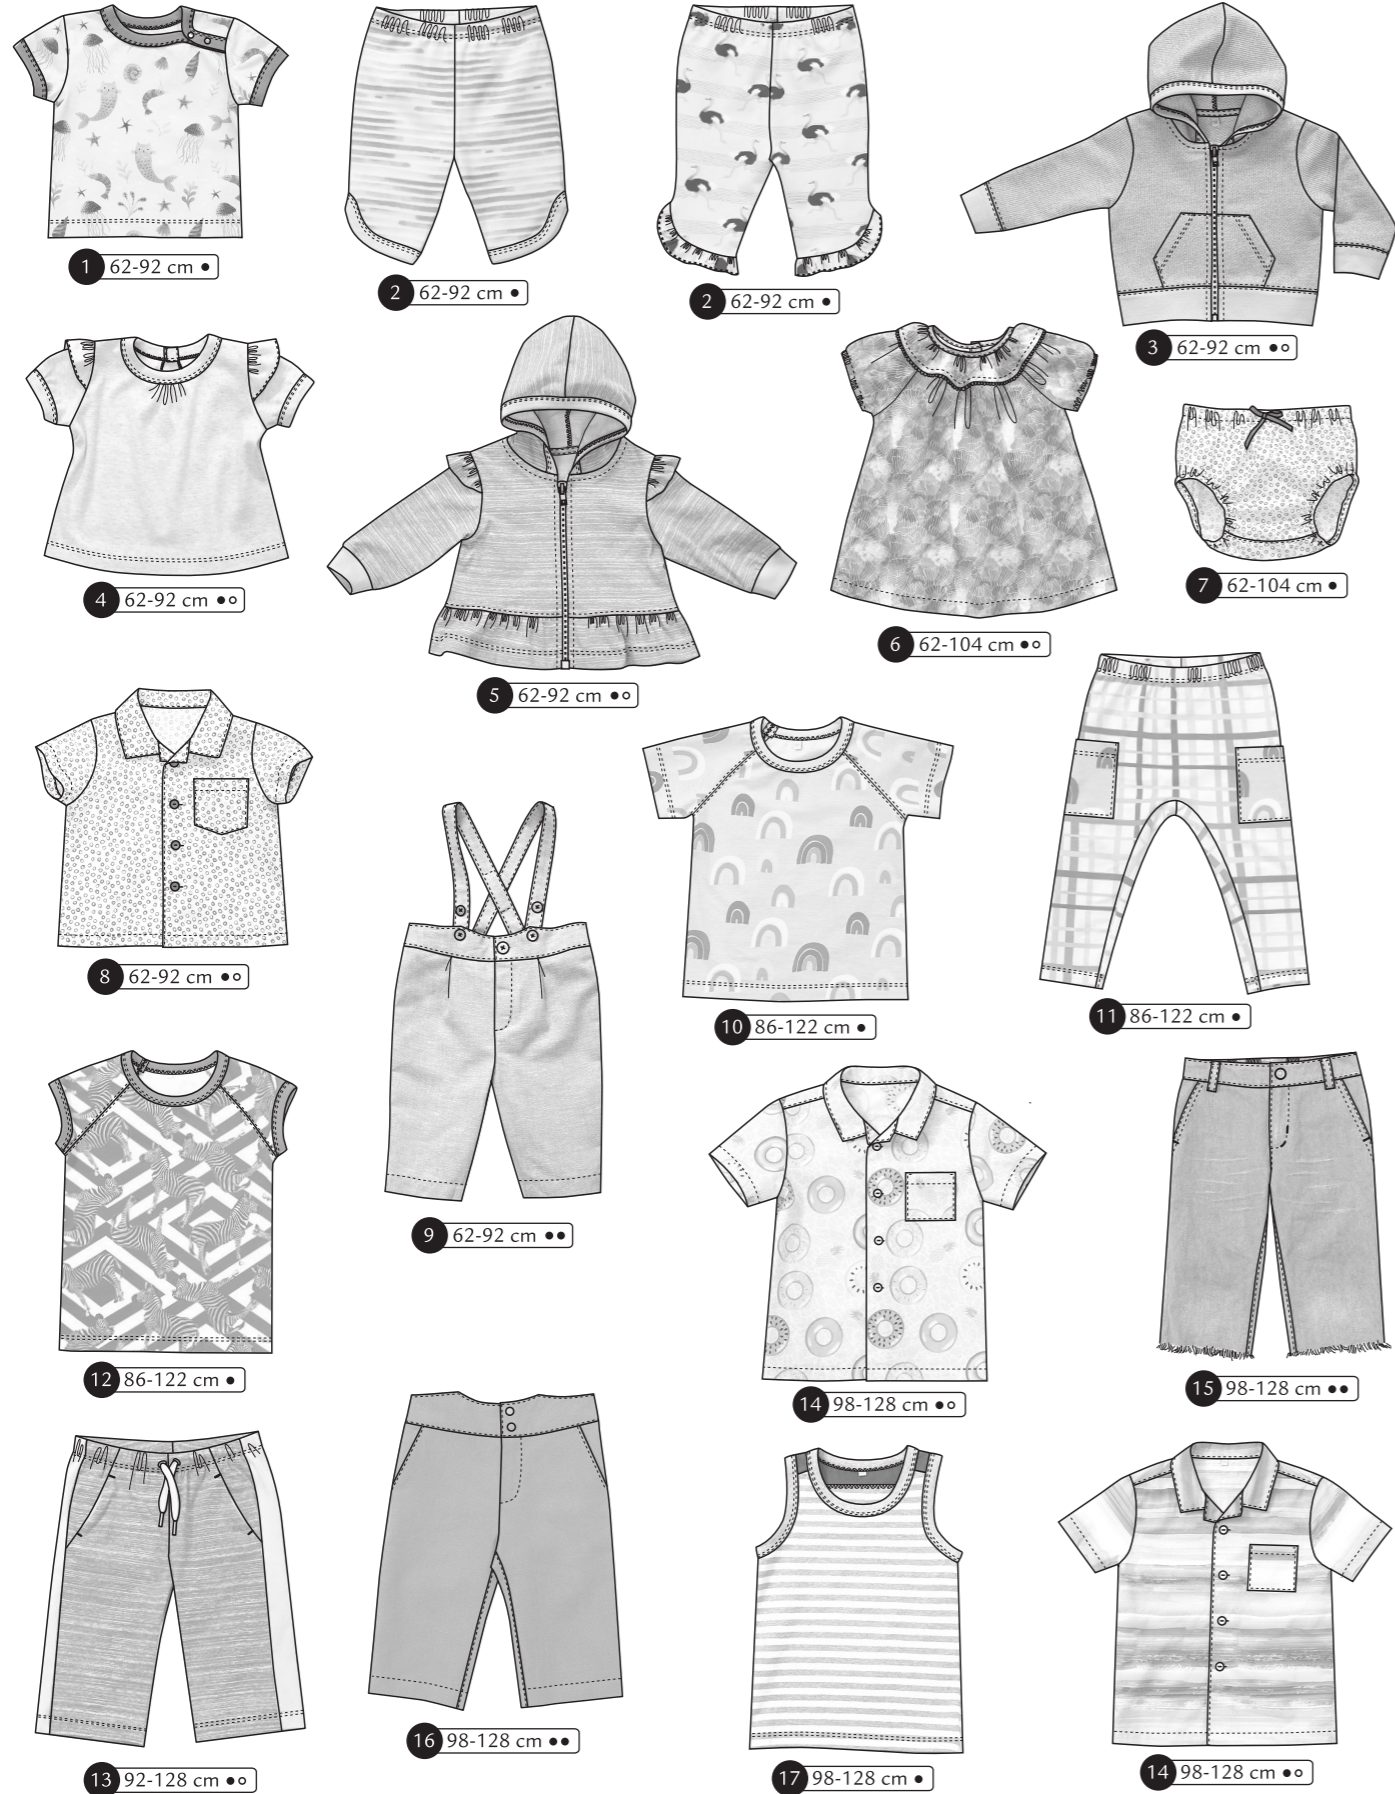 1 62-92 cm ●
2 62-92 cm ●
2 62-92 cm ●
3 62-92 cm ●○
4 62-92 cm ●○
5 62-92 cm ●○
6 62-104 cm ●○
7 62-104 cm ●
8 62-92 cm ●○
9 62-92 cm ●●
10 86-122 cm ●
11 86-122 cm ●
12 86-122 cm ●
14 98-128 cm ●○
15 98-128 cm ●●
13 92-128 cm ●○
16 98-128 cm ●●
17 98-128 cm ●
14 98-128 cm ●○